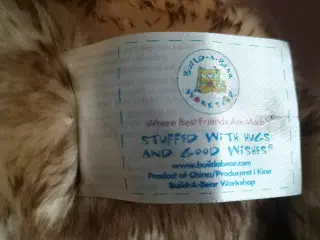 BUILD-A-BEAR
WORKSHOP
Where Best Friends Are Made
STUFFED WITH HUGS
AND GOOD WISHES®
www.buildabear.com
Product of China/Produceret i Kina
Build-A-Bear Workshop